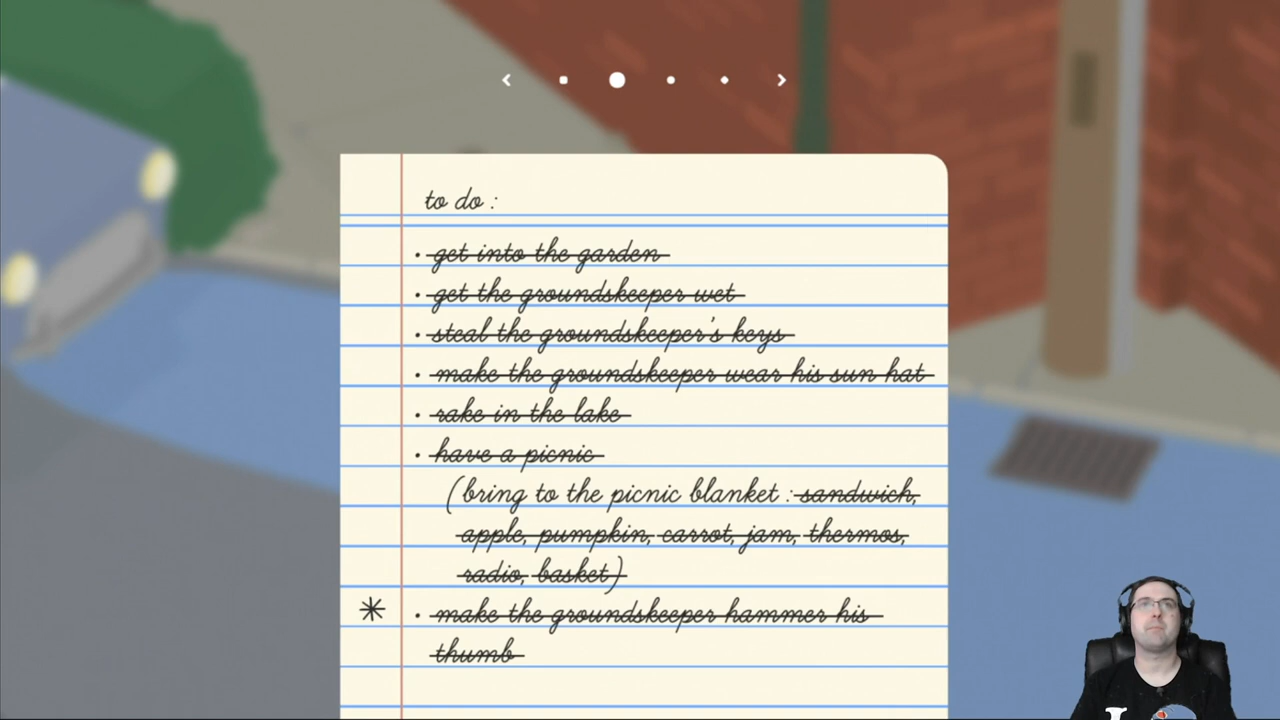 to do :
• get into the garden
• get the groundskeeper wet
• steal the groundskeeper's keys
• make the groundskeeper wear his sun hat
• rake in the lake
• have a picnic
(bring to the picnic blanket : sandwich,
apple, pumpkin, carrot, jam, thermos,
radio, basket)
• make the groundskeeper hammer his
thumb